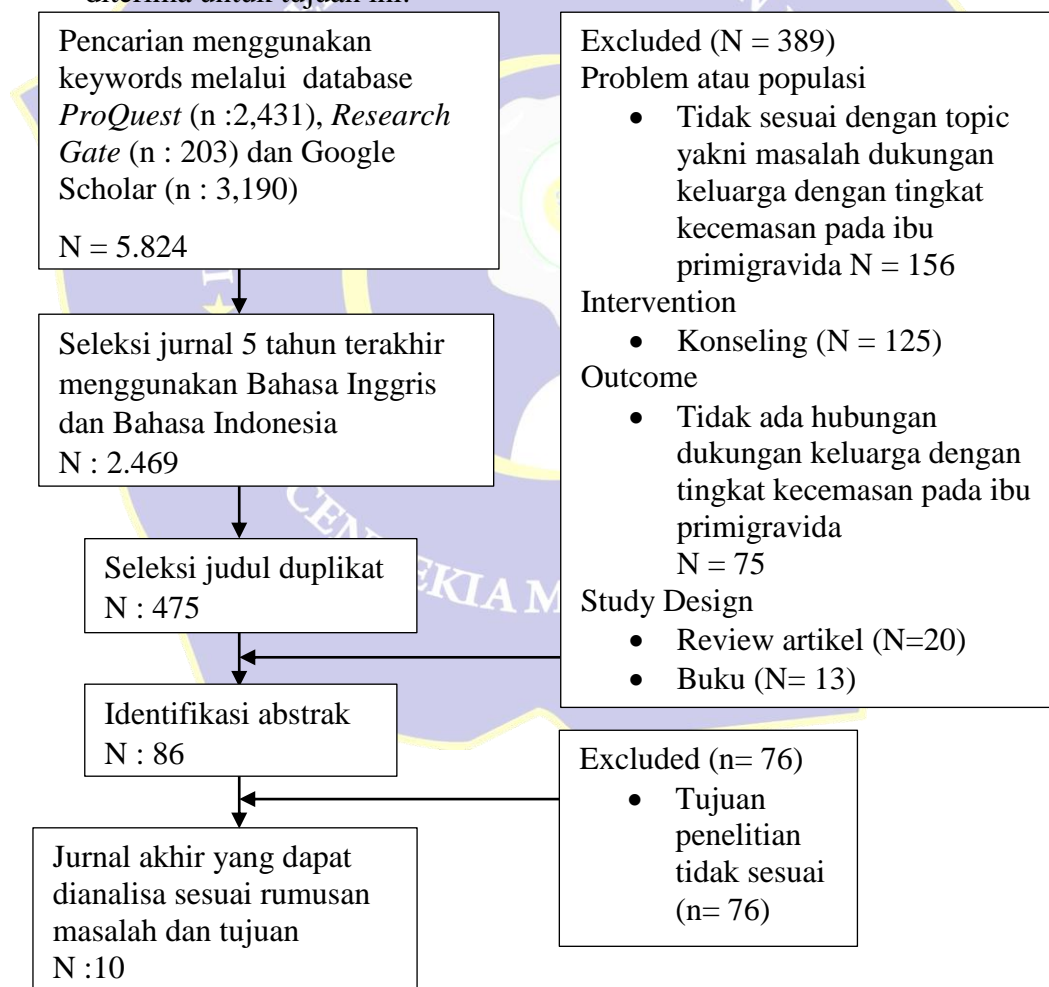 Pencarian menggunakan
keywords melalui database
ProQuest (n :2,431), Research
Gate (n : 203) dan Google
Scholar (n : 3,190)
N = 5.824
Seleksi jurnal 5 tahun terakhir
menggunakan Bahasa Inggris
dan Bahasa Indonesia
N : 2.469
Seleksi judul duplikat
N : 475
Identifikasi abstrak
N : 86
Jurnal akhir yang dapat
dianalisa sesuai rumusan
masalah dan tujuan
N :10
Excluded (N = 389)
Problem atau populasi
• Tidak sesuai dengan topic
yakni masalah dukungan
keluarga dengan tingkat
kecemasan pada ibu
primigravida N = 156
Intervention
• Konseling (N = 125)
Outcome
• Tidak ada hubungan
dukungan keluarga dengan
tingkat kecemasan pada ibu
primigravida
N = 75
Study Design
• Review artikel (N=20)
• Buku (N= 13)
Excluded (n= 76)
• Tujuan
penelitian
tidak sesuai
(n= 76)